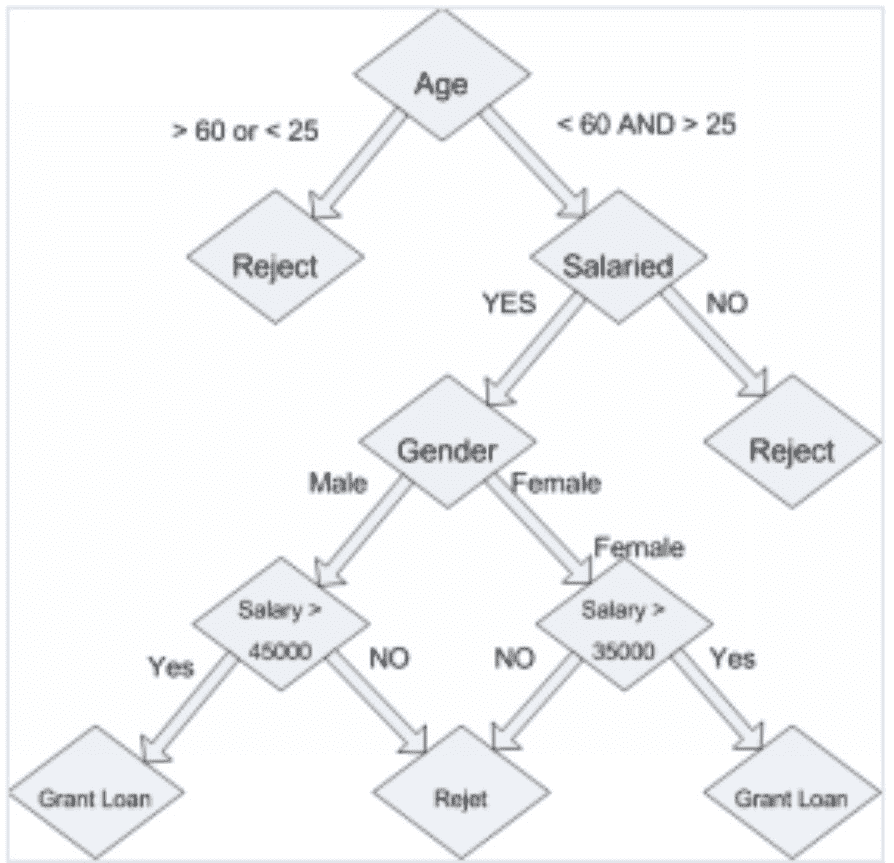 Age
> 60 or < 25
< 60 AND > 25
Reject
Salaried
YES
NO
Gender
Reject
Male
Female
Female
Salary >
45000
Salary >
35000
Yes
NO
NO
Yes
Grant Loan
Rejet
Grant Loan